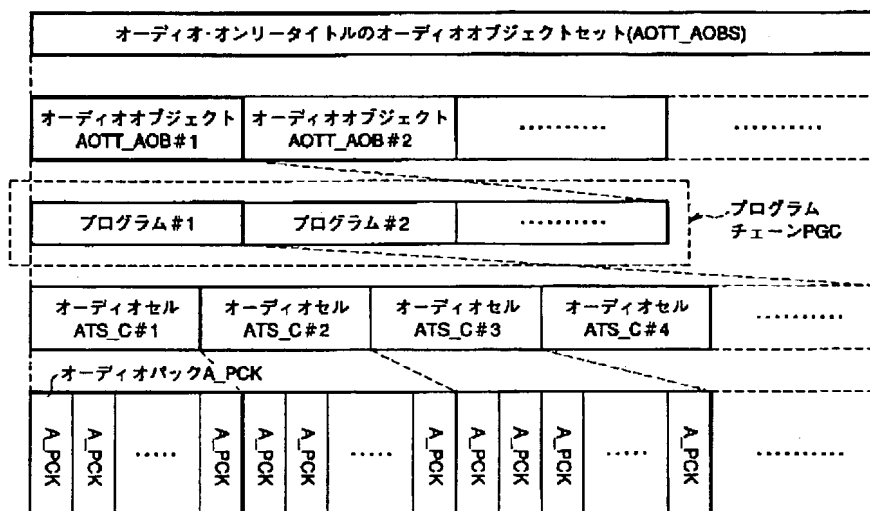 オーディオ・オンリータイトルのオーディオオブジェクトセット(AOTT_AOBS)
オーディオオブジェクト
AOTT_AOB#1
オーディオオブジェクト
AOTT_AOB#2
..........
..........
プログラム#1
プログラム#2
..........
プログラム
チェーンPGC
オーディオセル
ATS_C#1
オーディオセル
ATS_C#2
オーディオセル
ATS_C#3
オーディオセル
ATS_C#4
..........
オーディオパックA_PCK
A_PCK
A_PCK
.....
A_PCK
A_PCK
A_PCK
.....
A_PCK
A_PCK
A_PCK
A_PCK
.....
A_PCK
..........